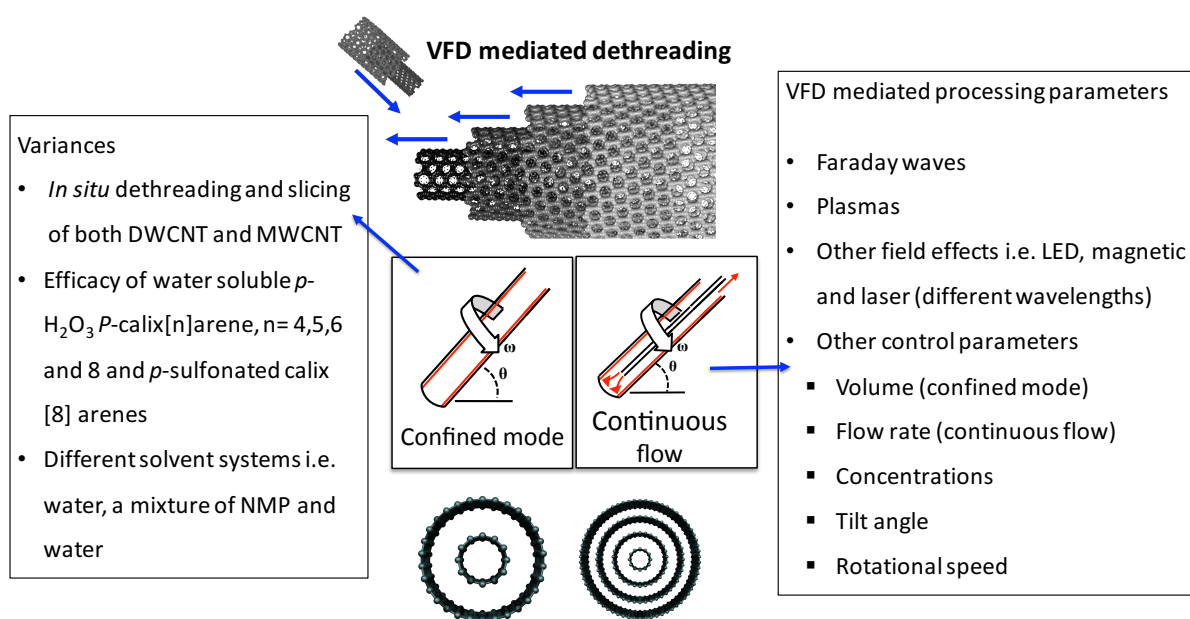 VFD mediated dethreading
Variances
• In situ dethreading and slicing
of both DWCNT and MWCNT
• Efficacy of water soluble p-
H₂O₃P-calix[n]arene, n= 4,5,6
and 8 and p-sulfonated calix
[8] arenes
• Different solvent systems i.e.
water, a mixture of NMP and
water
ω
θ
Confined mode
ω
θ
Continuous
flow
VFD mediated processing parameters
• Faraday waves
• Plasmas
• Other field effects i.e. LED, magnetic
and laser (different wavelengths)
• Other control parameters
▪ Volume (confined mode)
▪ Flow rate (continuous flow)
▪ Concentrations
▪ Tilt angle
▪ Rotational speed